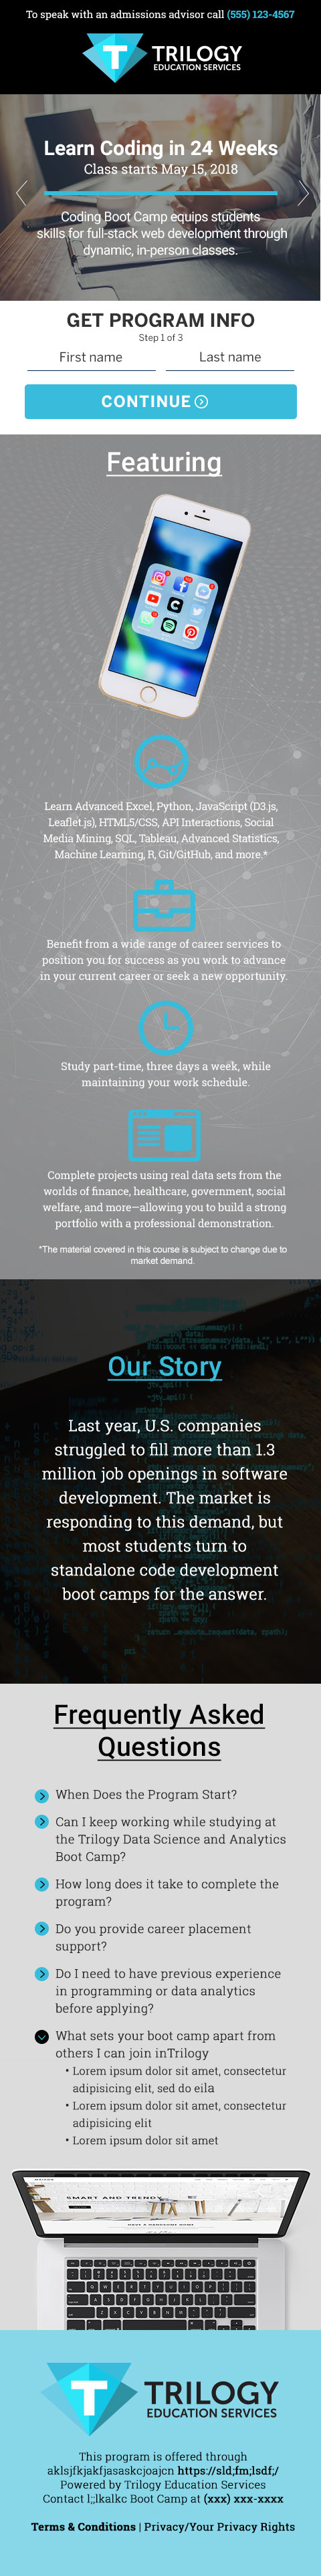 To speak with an admissions advisor call (555) 123-4567
TRILOGY
EDUCATION SERVICES
Learn Coding in 24 Weeks
Class starts May 15, 2018
Coding Boot Camp equips students
skills for full-stack web development through
dynamic, in-person classes.
GET PROGRAM INFO
Step 1 of 3
First name
Last name
CONTINUE
Featuring
Learn Advanced Excel, Python, JavaScript (D3.js,
Leaflet.js), HTML5/CSS, API Interactions, Social
Media Mining, SQL, Tableau, Advanced Statistics,
Machine Learning, R, Git/GitHub, and more.*
Benefit from a wide range of career services to
position you for success as you work to advance
in your current career or seek a new opportunity.
Study part-time, three days a week, while
maintaining your work schedule.
Complete projects using real data sets from the
worlds of finance, healthcare, government, social
welfare, and more—allowing you to build a strong
portfolio with a professional demonstration.
*The material covered in this course is subject to change due to
market demand.
Our Story
Last year, U.S. companies
struggled to fill more than 1.3
million job openings in software
development. The market is
responding to this demand, but
most students turn to
standalone code development
boot camps for the answer.
Frequently Asked
Questions
When Does the Program Start?
Can I keep working while studying at
the Trilogy Data Science and Analytics
Boot Camp?
How long does it take to complete the
program?
Do you provide career placement
support?
Do I need to have previous experience
in programming or data analytics
before applying?
What sets your boot camp apart from
others I can join inTrilogy
• Lorem ipsum dolor sit amet, consectetur
adipisicing elit, sed do eila
• Lorem ipsum dolor sit amet, consectetur
adipisicing elit
• Lorem ipsum dolor sit amet
SMART AND TRENDY
TRILOGY
EDUCATION SERVICES
This program is offered through
aklsjfkjakfjasaskcjoajcn https://sld;fm;lsdf;/
Powered by Trilogy Education Services
Contact l;;lkalkc Boot Camp at (xxx) xxx-xxxx
Terms & Conditions | Privacy/Your Privacy Rights